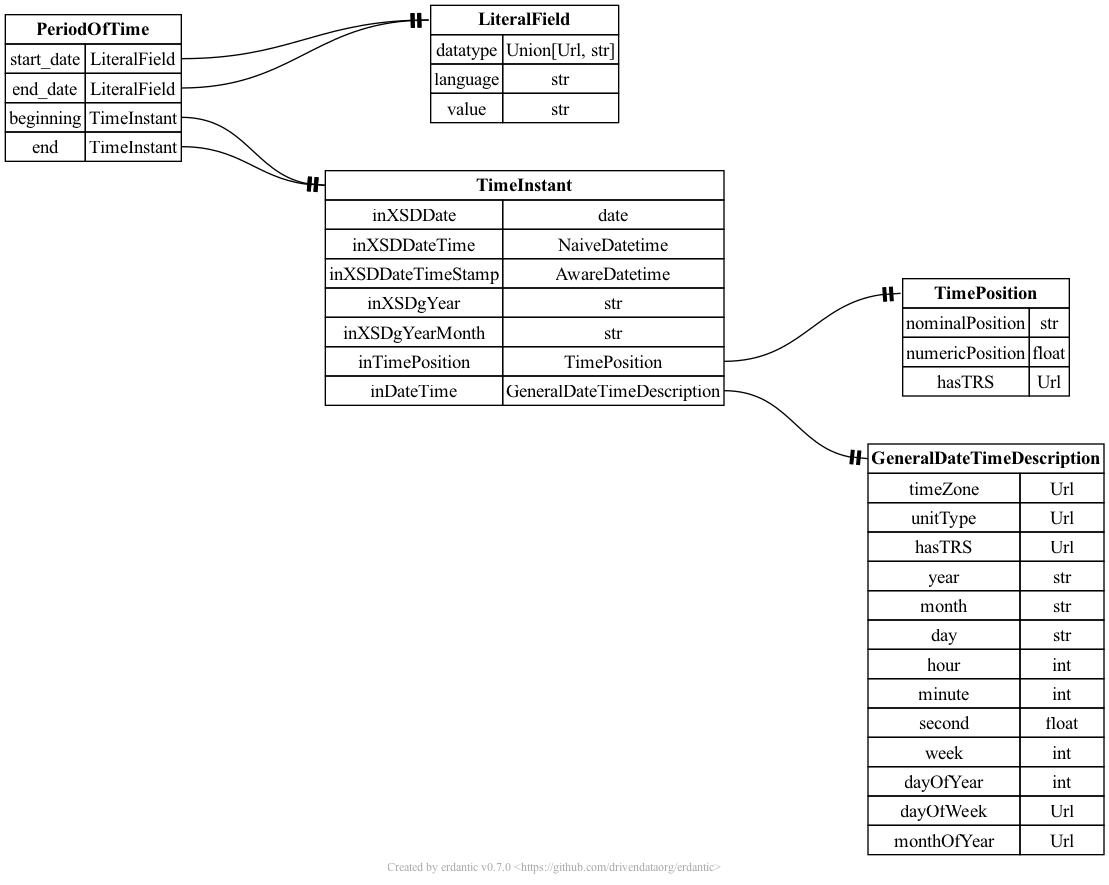 PeriodOfTime
start_date LiteralField
end_date LiteralField
beginning TimeInstant
end TimeInstant
LiteralField
datatype Union[Url, str]
language str
value str
TimeInstant
inXSDDate date
inXSDDateTime NaiveDatetime
inXSDDateTimeStamp AwareDatetime
inXSDgYear str
inXSDgYearMonth str
inTimePosition TimePosition
inDateTime GeneralDateTimeDescription
TimePosition
nominalPosition str
numericPosition float
hasTRS Url
GeneralDateTimeDescription
timeZone Url
unitType Url
hasTRS Url
year str
month str
day str
hour int
minute int
second float
week int
dayOfYear int
dayOfWeek Url
monthOfYear Url
Created by erdantic v0.7.0 <https://github.com/drivendataorg/erdantic>